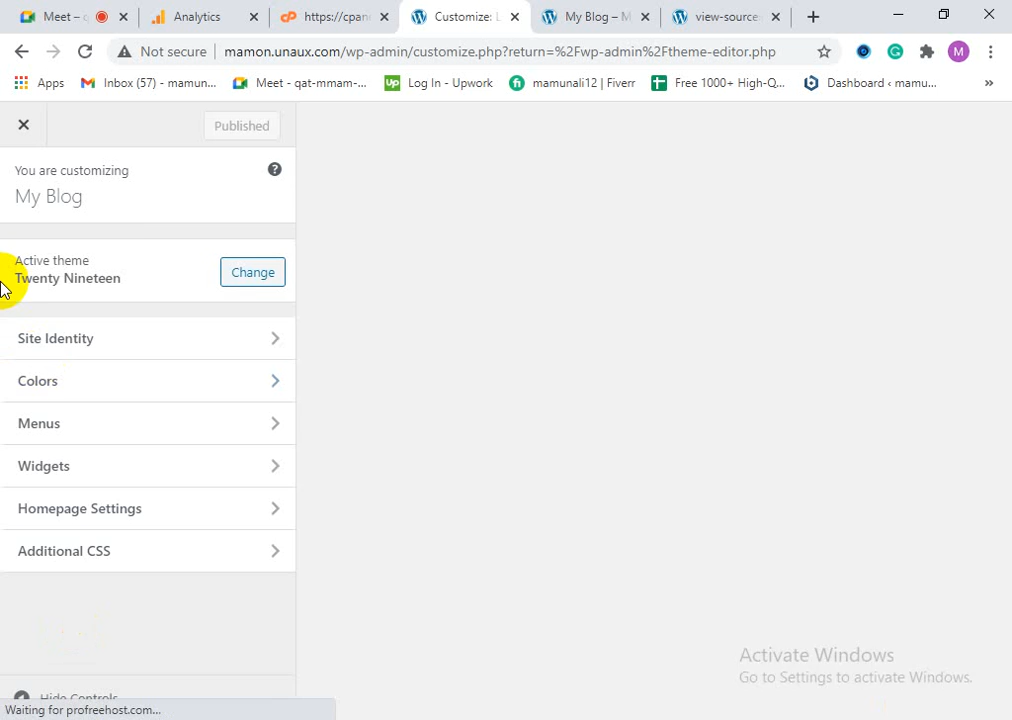 Meet – q
Analytics
https://cpan
Customize: L
My Blog – M
view-source:
Not secure
mamon.unaux.com/wp-admin/customize.php?return=%2Fwp-admin%2Ftheme-editor.php
M
Apps
Inbox (57) - mamun....
Meet - qat-mmam-...
Log In - Upwork
mamunali12 | Fiverr
Free 1000+ High-Q...
Dashboard ‹ mamu...
»
Published
You are customizing
My Blog
Active theme
Twenty Nineteen
Change
Site Identity
Colors
Menus
Widgets
Homepage Settings
Additional CSS
Hide Controls
Waiting for profreehost.com...
Activate Windows
Go to Settings to activate Windows.